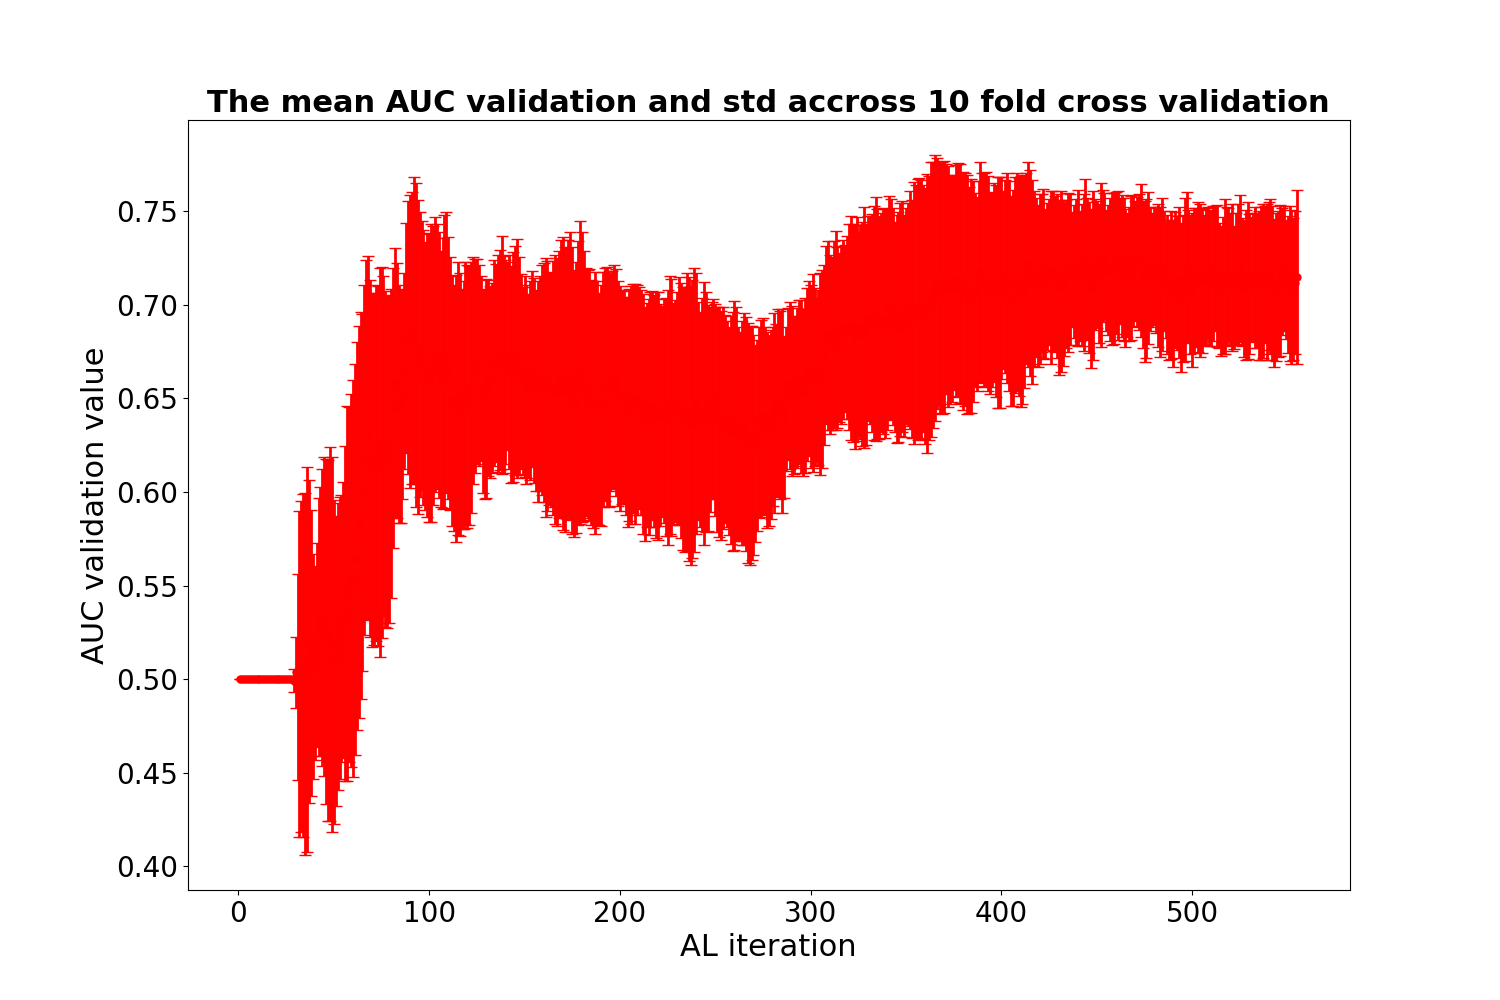 The mean AUC validation and std accross 10 fold cross validation
AUC validation value
0.75
0.70
0.65
0.60
0.55
0.50
0.45
0.40
0 100 200 300 400 500
AL iteration